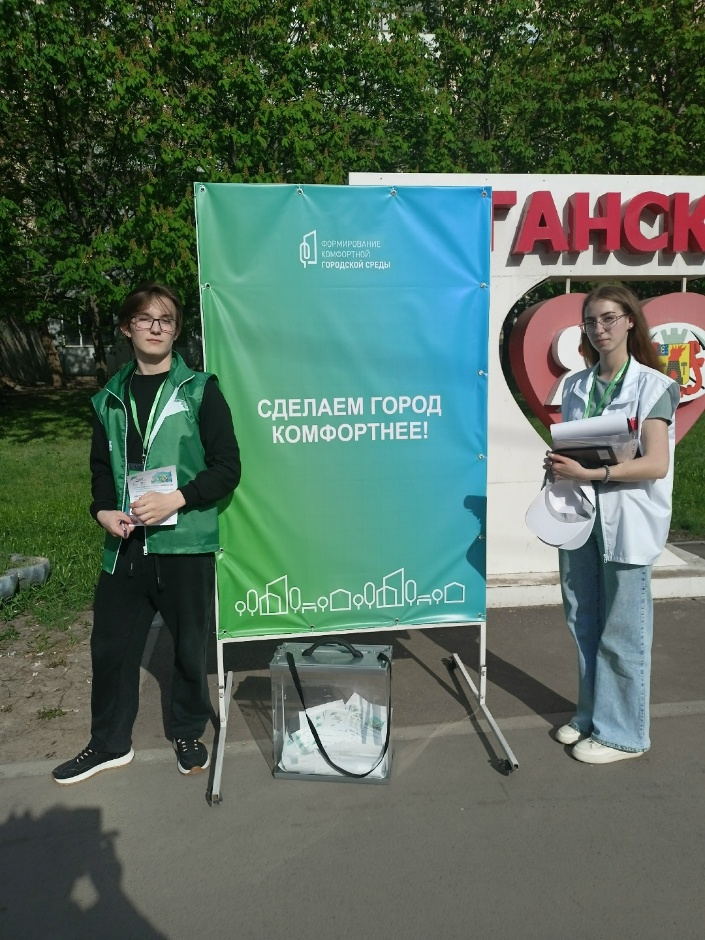 ФОРМИРОВАНИЕ
КОМФОРТНОЙ
ГОРОДСКОЙ СРЕДЫ
СДЕЛАЕМ ГОРОД
КОМФОРТНЕЕ!
ГАНСК
Я